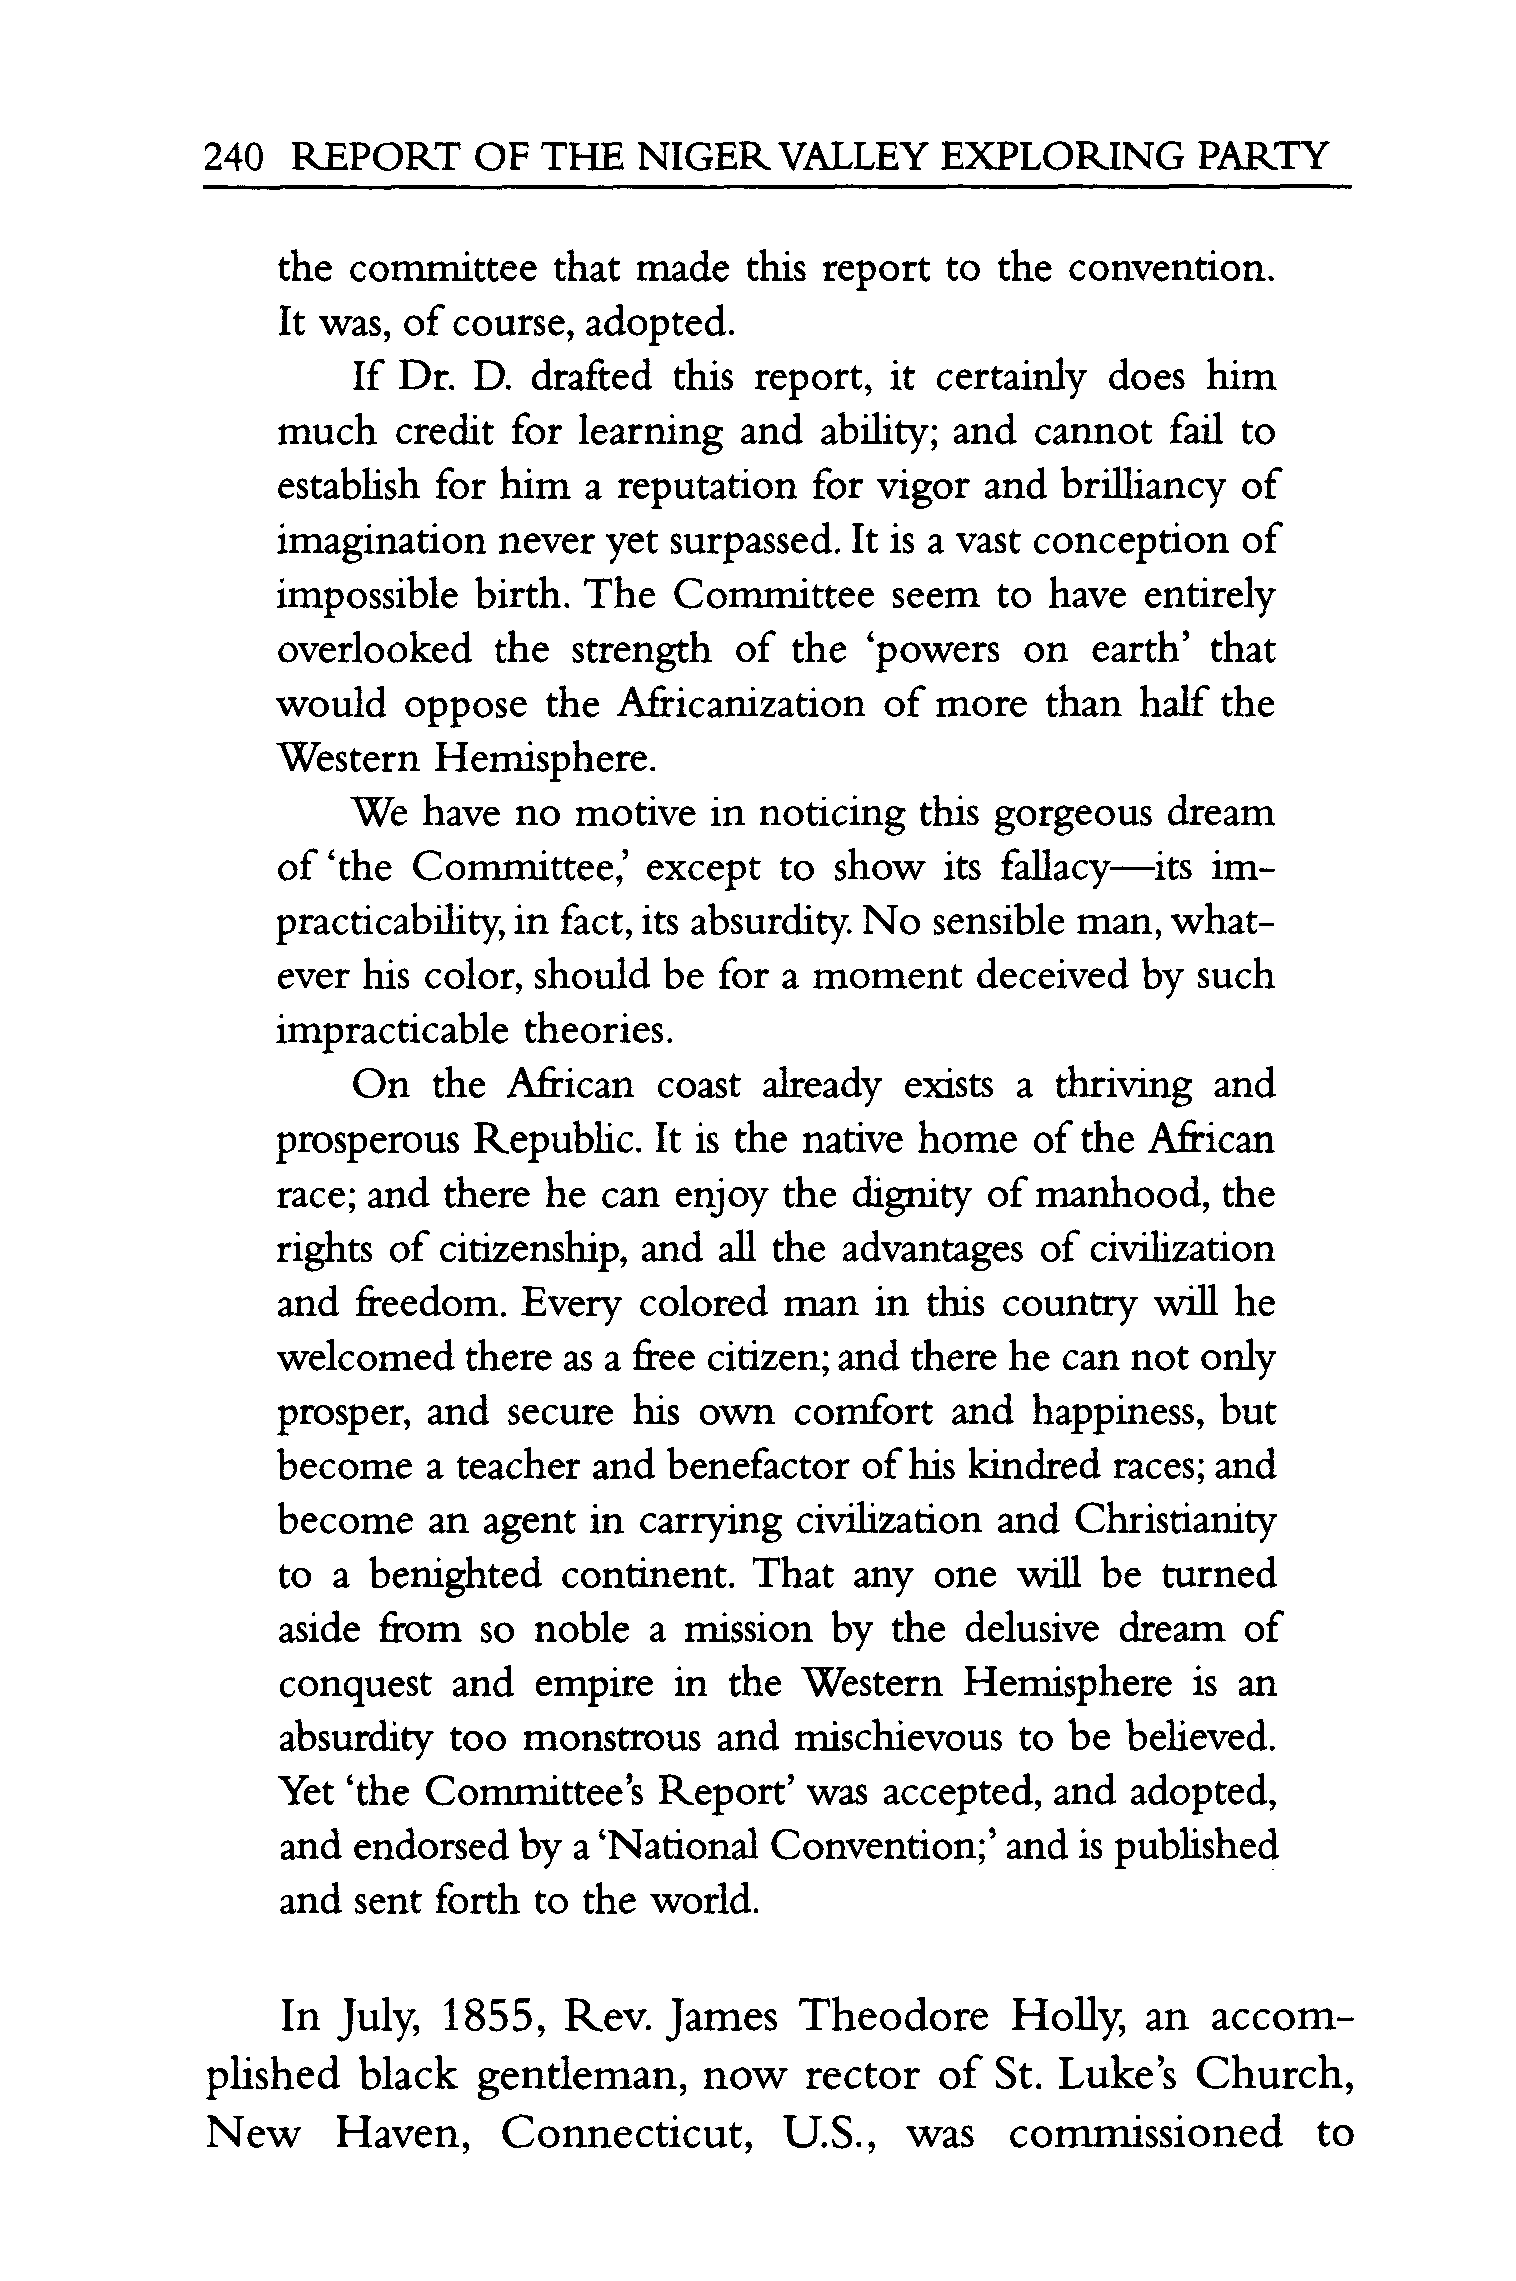 240 REPORT OF THE NIGER VALLEY EXPLORING PARTY
the committee that made this report to the convention.
It was, of course, adopted.
If Dr. D. drafted this report, it certainly does him
much credit for learning and ability; and cannot fail to
establish for him a reputation for vigor and brilliancy of
imagination never yet surpassed. It is a vast conception of
impossible birth. The Committee seem to have entirely
overlooked the strength of the ‘powers on earth’ that
would oppose the Africanization of more than half the
Western Hemisphere.
We have no motive in noticing this gorgeous dream
of ‘the Committee,’ except to show its fallacy—its im-
practicability, in fact, its absurdity. No sensible man, what-
ever his color, should be for a moment deceived by such
impracticable theories.
On the African coast already exists a thriving and
prosperous Republic. It is the native home of the African
race; and there he can enjoy the dignity of manhood, the
rights of citizenship, and all the advantages of civilization
and freedom. Every colored man in this country will he
welcomed there as a free citizen; and there he can not only
prosper, and secure his own comfort and happiness, but
become a teacher and benefactor of his kindred races; and
become an agent in carrying civilization and Christianity
to a benighted continent. That any one will be turned
aside from so noble a mission by the delusive dream of
conquest and empire in the Western Hemisphere is an
absurdity too monstrous and mischievous to be believed.
Yet ‘the Committee’s Report’ was accepted, and adopted,
and endorsed by a ‘National Convention;’ and is published
and sent forth to the world.
In July, 1855, Rev. James Theodore Holly, an accom-
plished black gentleman, now rector of St. Luke’s Church,
New Haven, Connecticut, U.S., was commissioned to